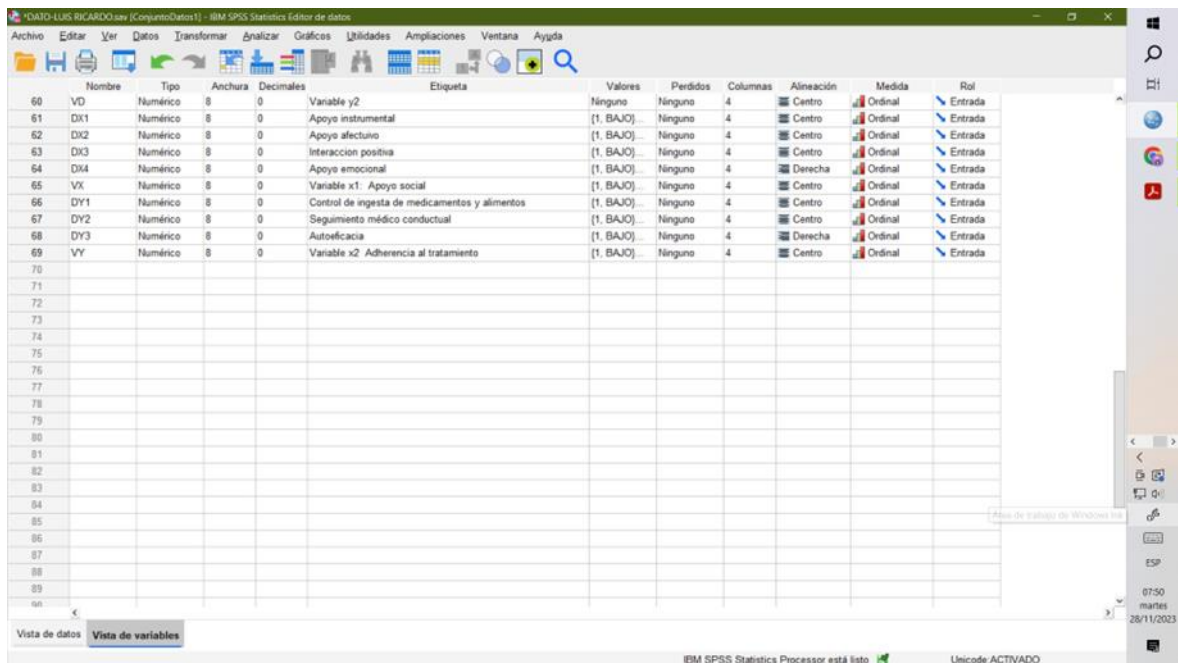 *DATO-LUIS RICARDO.sav [ConjuntoDatos1] - IBM SPSS Statistics Editor de datos
Archivo Editar Ver Datos Transformar Analizar Gráficos Utilidades Ampliaciones Ventana Ayuda
Nombre Tipo Anchura Decimales Etiqueta Valores Perdidos Columnas Alineación Medida Rol
60 VD Numérico 8 0 Variable y2 Ninguno Ninguno 4 Centro Ordinal Entrada
61 DX1 Numérico 8 0 Apoyo instrumental {1, BAJO}... Ninguno 4 Centro Ordinal Entrada
62 DX2 Numérico 8 0 Apoyo afectuivo {1, BAJO}... Ninguno 4 Centro Ordinal Entrada
63 DX3 Numérico 8 0 Interaccion positiva {1, BAJO}... Ninguno 4 Centro Ordinal Entrada
64 DX4 Numérico 8 0 Apoyo emocional {1, BAJO}... Ninguno 4 Derecha Ordinal Entrada
65 VX Numérico 8 0 Variable x1: Apoyo social {1, BAJO}... Ninguno 4 Centro Ordinal Entrada
66 DY1 Numérico 8 0 Control de ingesta de medicamentos y alimentos {1, BAJO}... Ninguno 4 Centro Ordinal Entrada
67 DY2 Numérico 8 0 Seguimiento médico conductual {1, BAJO}... Ninguno 4 Centro Ordinal Entrada
68 DY3 Numérico 8 0 Autoeficacia {1, BAJO}... Ninguno 4 Derecha Ordinal Entrada
69 VY Numérico 8 0 Variable x2 Adherencia al tratamiento {1, BAJO}... Ninguno 4 Centro Ordinal Entrada
70
71
72
73
74
75
76
77
78
79
80
81
82
83
84
85
86
87
88
89
90
Área de trabajo de Windows Ink
ESP
07:50
martes
28/11/2023
Vista de datos Vista de variables
IBM SPSS Statistics Processor está listo Unicode:ACTIVADO